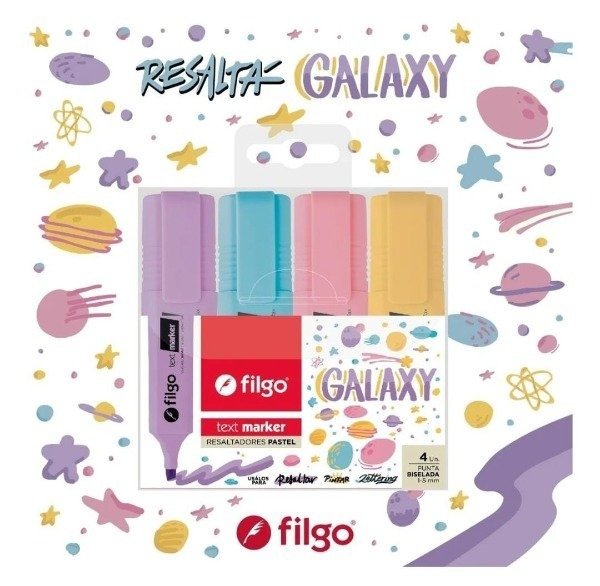 RESALTA GALAXY
filgo text marker
filgo
GALAXY
text marker
RESALTADORES PASTEL
USALOS PARA Resaltar PINTAR Lettering
4 Un.
PUNTA
BISELADA
1-5 mm
filgo